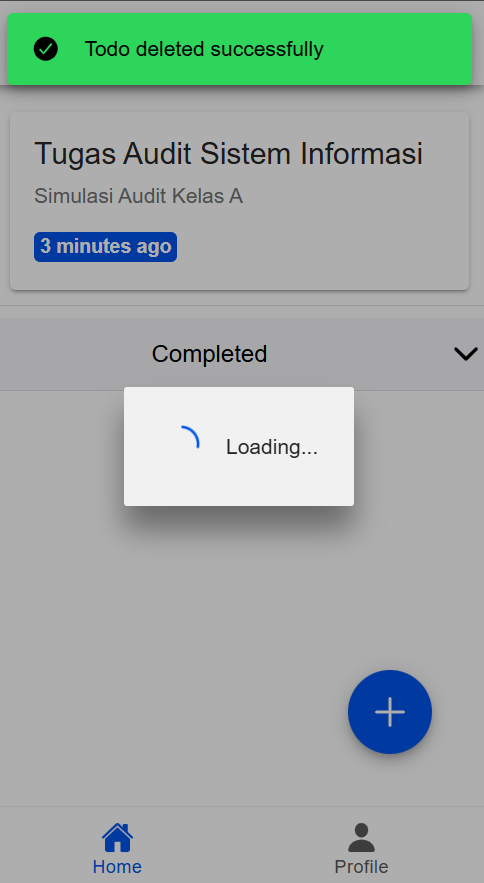 Todo deleted successfully
Tugas Audit Sistem Informasi
Simulasi Audit Kelas A
3 minutes ago
Completed
Loading...
Home
Profile